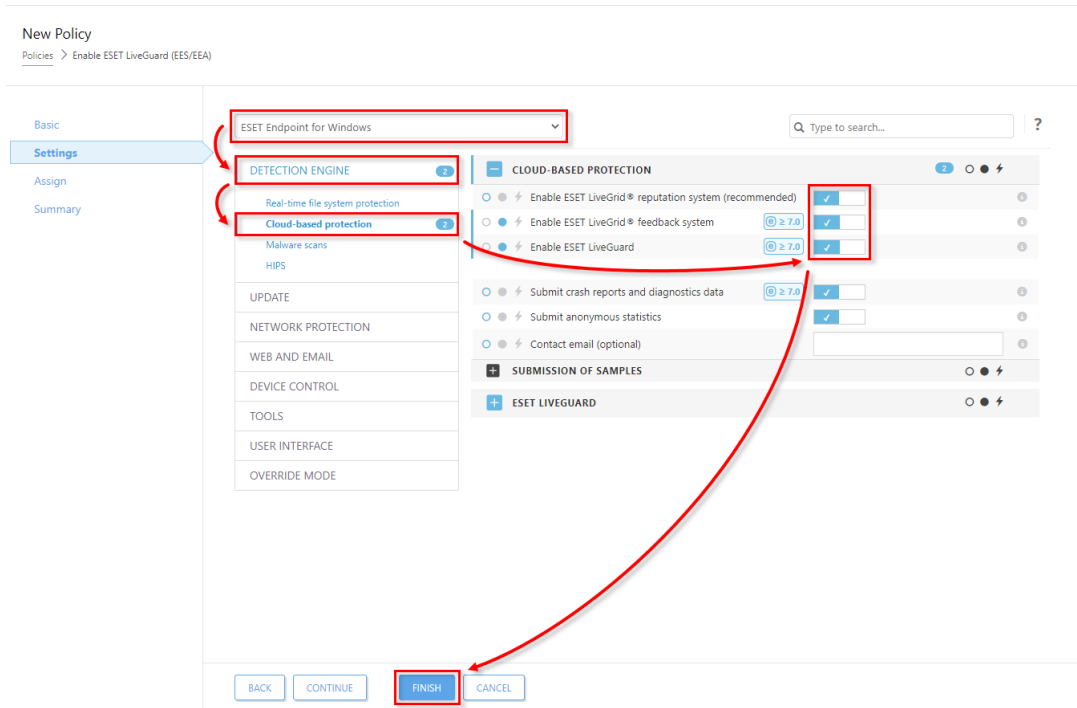 New Policy
Policies > Enable ESET LiveGuard (EES/EEA)
Basic
Settings
Assign
Summary
ESET Endpoint for Windows
Type to search...
?
DETECTION ENGINE 2
Real-time file system protection
Cloud-based protection 2
Malware scans
HIPS
UPDATE
NETWORK PROTECTION
WEB AND EMAIL
DEVICE CONTROL
TOOLS
USER INTERFACE
OVERRIDE MODE
CLOUD-BASED PROTECTION 2
Enable ESET LiveGrid® reputation system (recommended)
Enable ESET LiveGrid® feedback system ≥ 7.0
Enable ESET LiveGuard ≥ 7.0
Submit crash reports and diagnostics data ≥ 7.0
Submit anonymous statistics
Contact email (optional)
SUBMISSION OF SAMPLES
ESET LIVEGUARD
BACK CONTINUE FINISH CANCEL